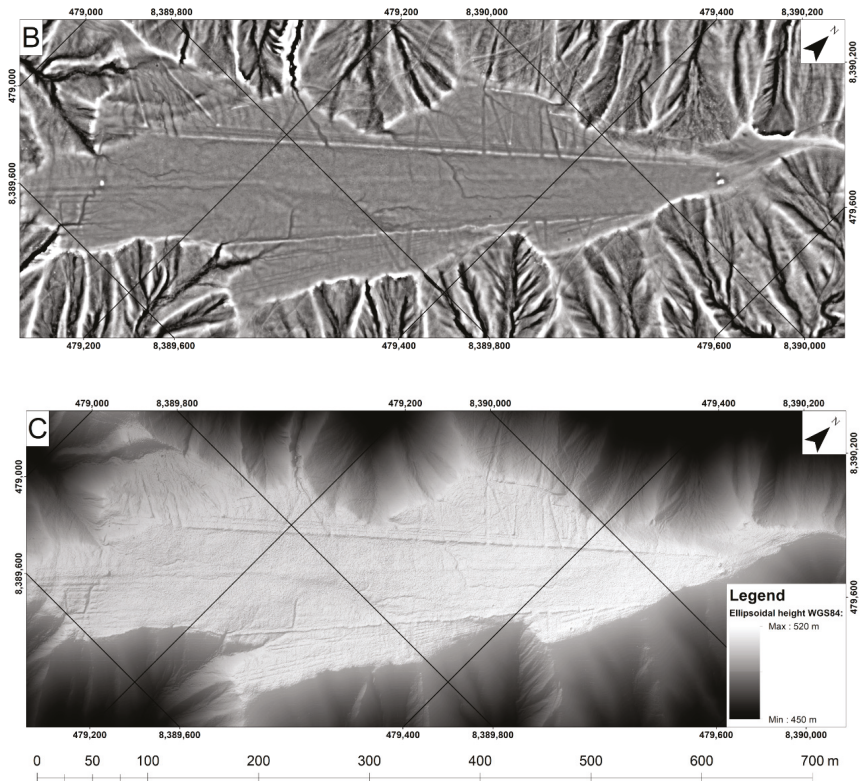 479,000 8,389,800 479,200 8,390,000 479,400 8,390,200
B
N
479,000
8,390,200
8,389,600
479,600
479,200 8,389,600 479,400 8,389,800 479,600 8,390,000
479,000 8,389,800 479,200 8,390,000 479,400 8,390,200
C
N
479,000
8,390,200
8,389,600
479,600
Legend
Ellipsoidal height WGS84:
Max : 520 m
Min : 450 m
479,200 8,389,600 479,400 8,389,800 479,600 8,390,000
0 50 100 200 300 400 500 600 700 m